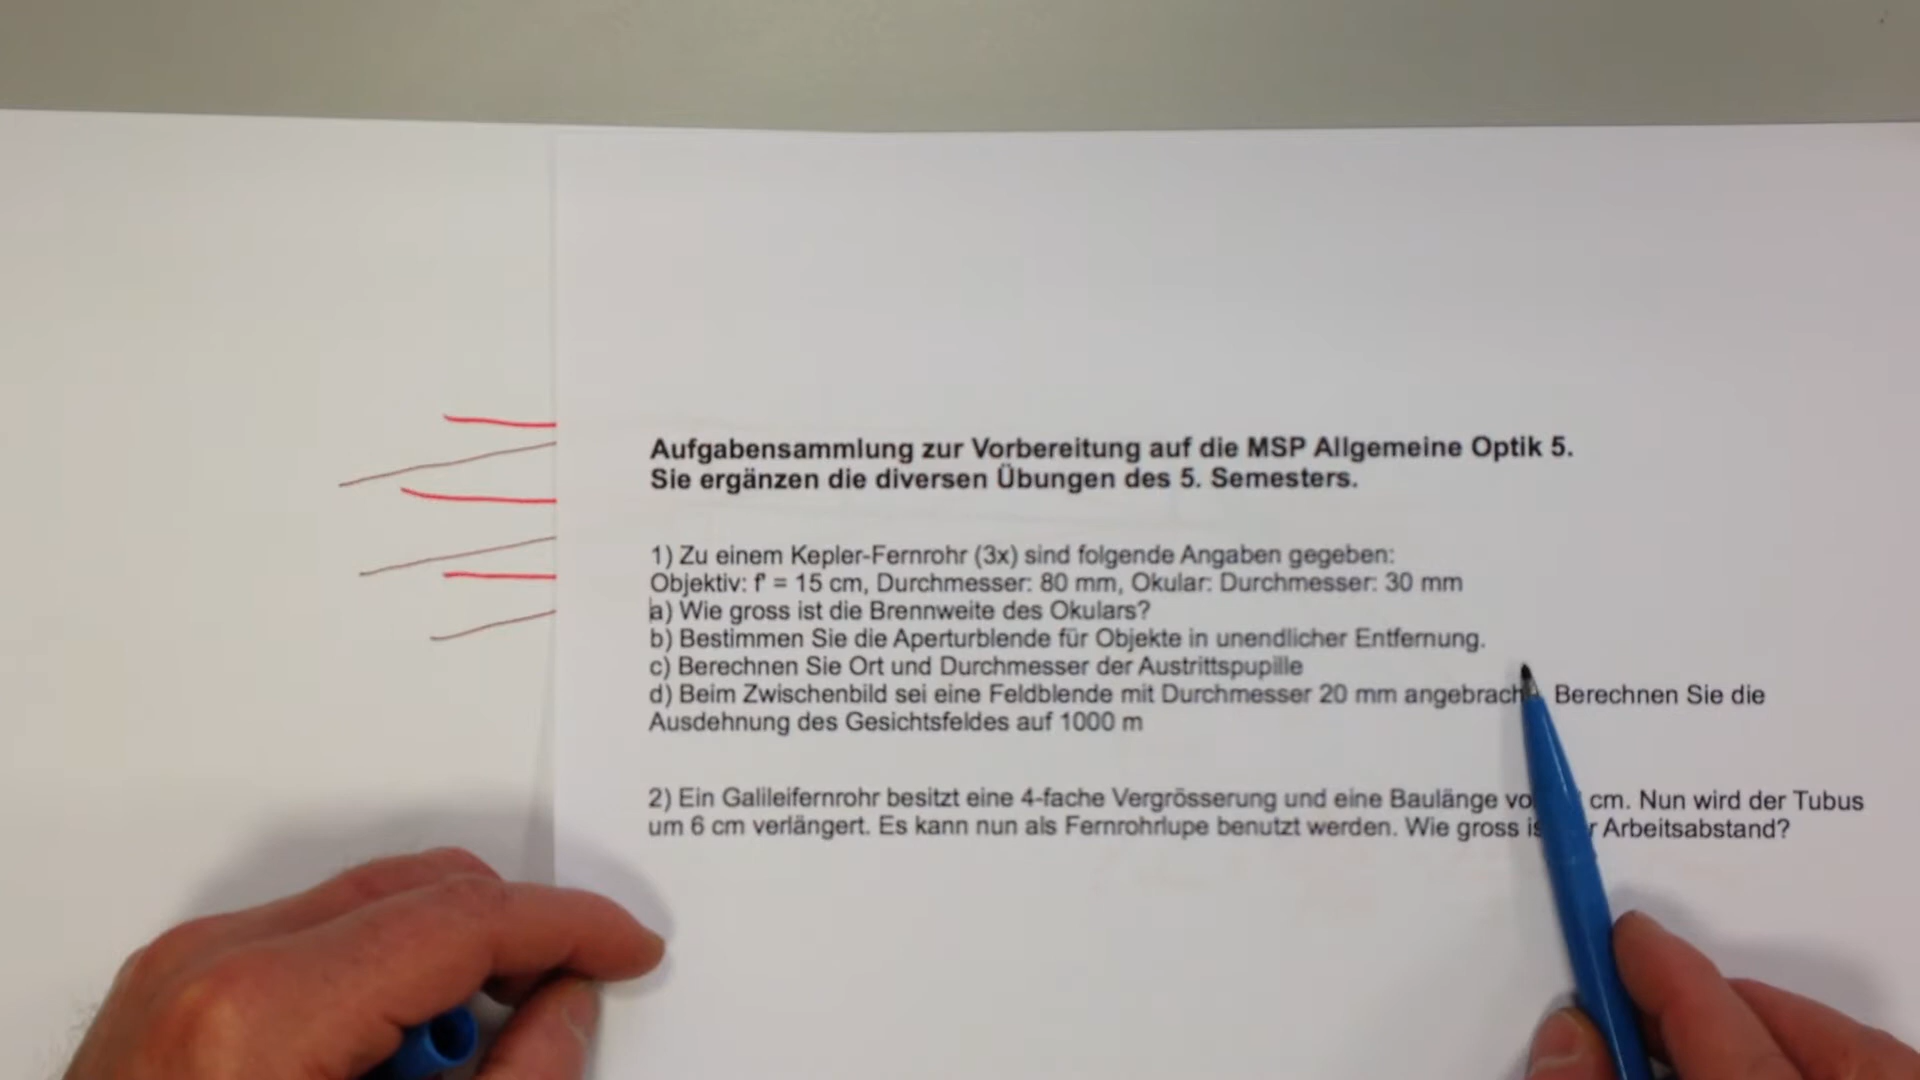 Aufgabensammlung zur Vorbereitung auf die MSP Allgemeine Optik 5.
Sie ergänzen die diversen Übungen des 5. Semesters.
1) Zu einem Kepler-Fernrohr (3x) sind folgende Angaben gegeben:
Objektiv: f' = 15 cm, Durchmesser: 80 mm, Okular: Durchmesser: 30 mm
a) Wie gross ist die Brennweite des Okulars?
b) Bestimmen Sie die Aperturblende für Objekte in unendlicher Entfernung.
c) Berechnen Sie Ort und Durchmesser der Austrittspupille
d) Beim Zwischenbild sei eine Feldblende mit Durchmesser 20 mm Berechnen Sie die
Ausdehnung des Gesichtsfeldes auf 1000 m
2) Ein Galileifernrohr besitzt eine 4-fache Vergrösserung und eine Baulänge cm. Nun wird der Tubus
um 6 cm verlängert. Es kann nun als Fernrohrlupe benutzt werden. Wie gross Arbeitsabstand?